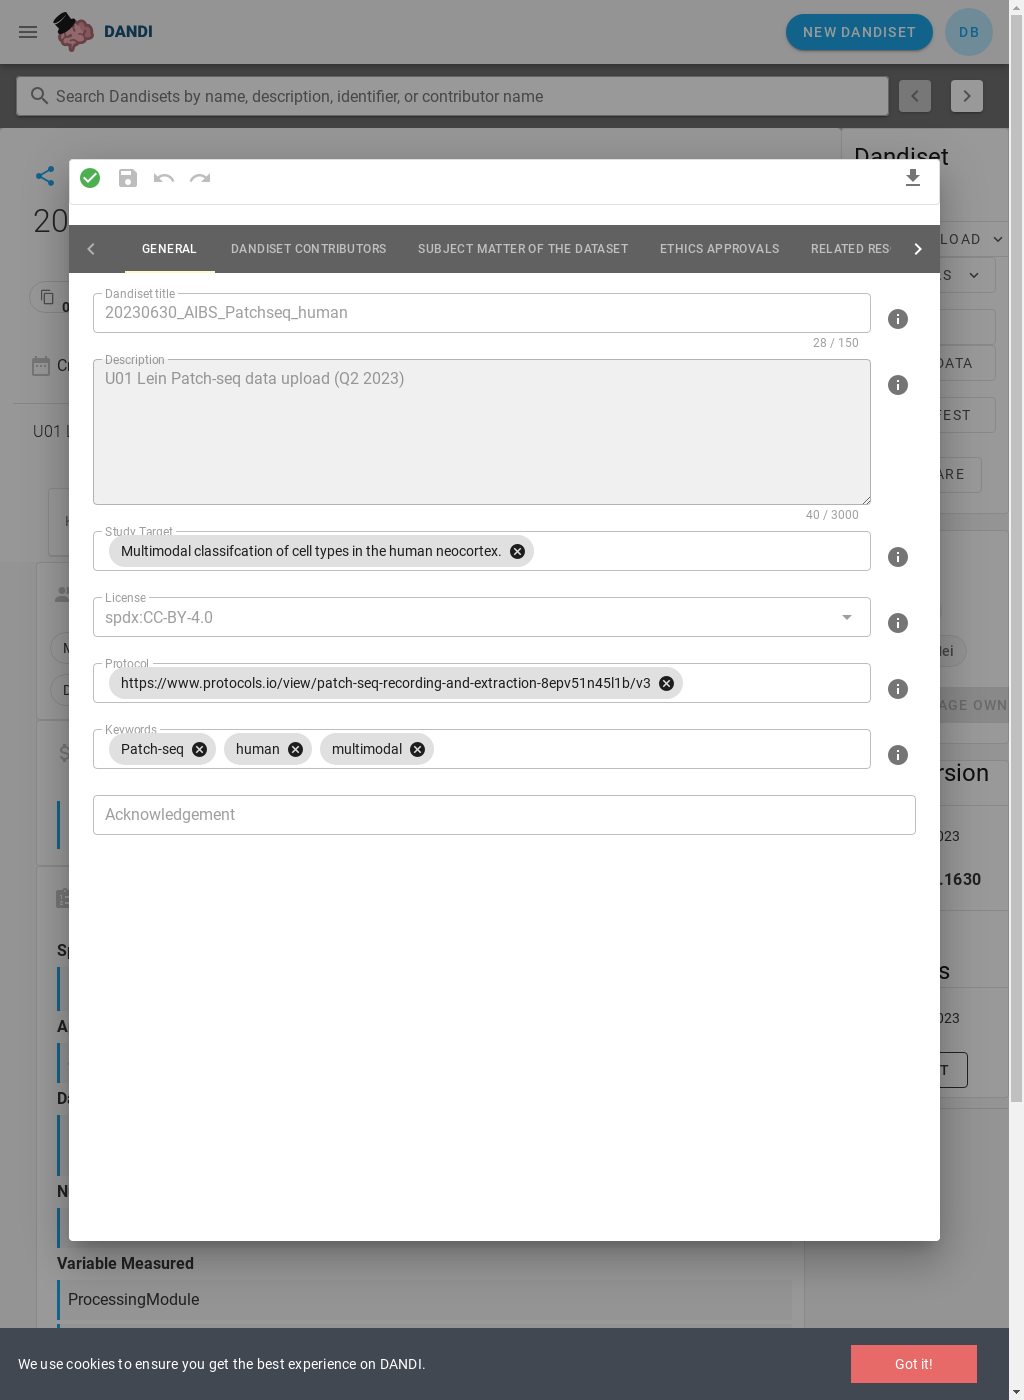 DANDI
NEW DANDISET
DB
Search Dandisets by name, description, identifier, or contributor name
Dandiset
20
LOAD
GENERAL
DANDISET CONTRIBUTORS
SUBJECT MATTER OF THE DATASET
ETHICS APPROVALS
RELATED RES
S
Dandiset title
20230630_AIBS_Patchseq_human
28 / 150
Description
U01 Lein Patch-seq data upload (Q2 2023)
DATA
U01 L
ARE
40 / 3000
Study Target
Multimodal classifcation of cell types in the human neocortex.
License
spdx:CC-BY-4.0
Protocol
https://www.protocols.io/view/patch-seq-recording-and-extraction-8epv51n45l1b/v3
AGE OWN
Keywords
Patch-seq
human
multimodal
rsion
Acknowledgement
023
.1630
Sp
s
023
A
T
Da
N
Variable Measured
ProcessingModule
We use cookies to ensure you get the best experience on DANDI.
Got it!